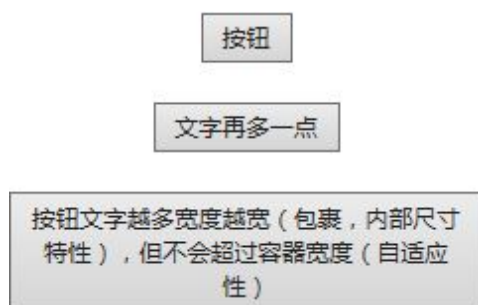 按钮
文字再多一点
按钮文字越多宽度越宽（包裹，内部尺寸
特性），但不会超过容器宽度（自适应
性）